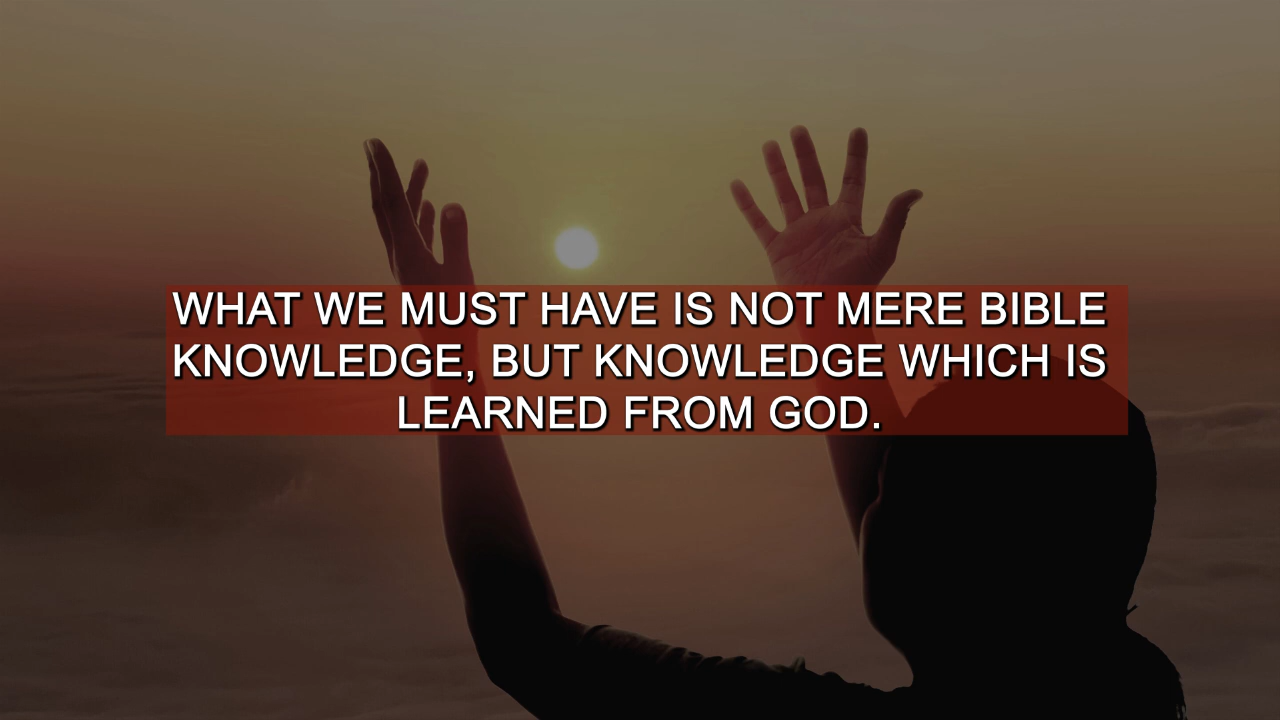 WHAT WE MUST HAVE IS NOT MERE BIBLE
KNOWLEDGE, BUT KNOWLEDGE WHICH IS
LEARNED FROM GOD.